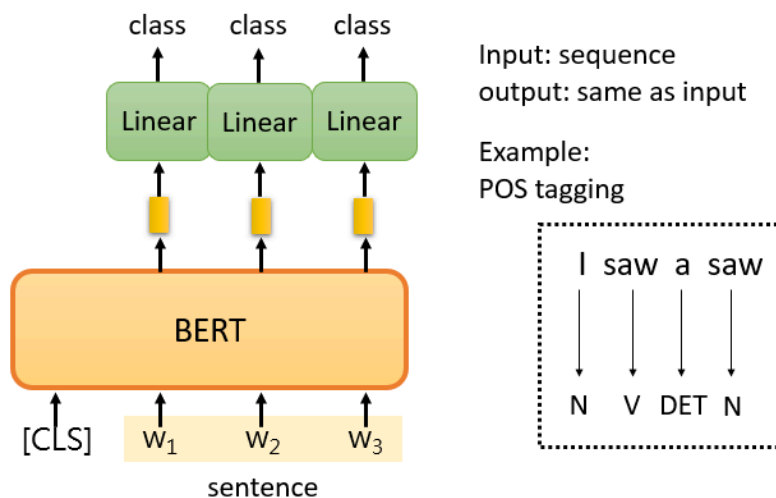 class class class
Linear Linear Linear
BERT
[CLS] w1 w2 w3
sentence
Input: sequence
output: same as input
Example:
POS tagging
I saw a saw
N V DET N